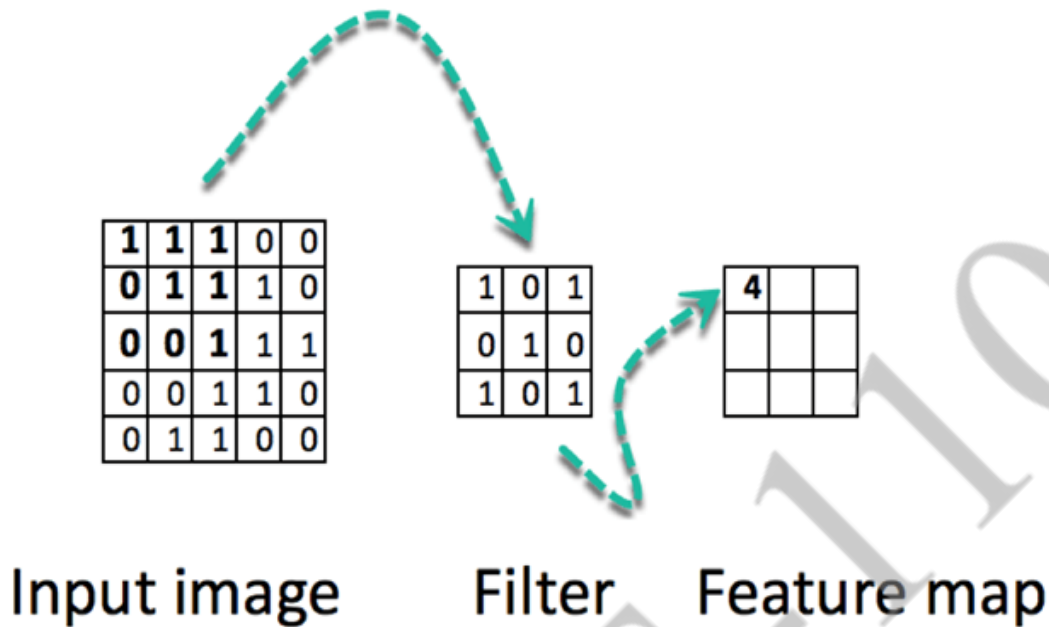 1 1 1 0 0
0 1 1 1 0
0 0 1 1 1
0 0 1 1 0
0 1 1 0 0
1 0 1
0 1 0
1 0 1
4
Input image
Filter
Feature map
110